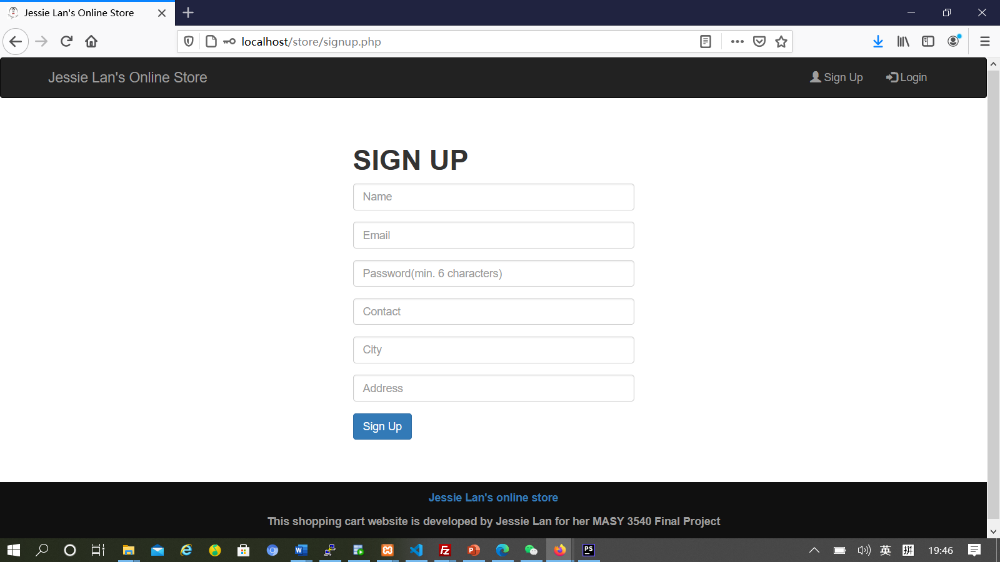 Jessie Lan's Online Store
localhost/store/signup.php
Jessie Lan's Online Store
Sign Up
Login
SIGN UP
Name
Email
Password(min. 6 characters)
Contact
City
Address
Sign Up
Jessie Lan's online store
This shopping cart website is developed by Jessie Lan for her MASY 3540 Final Project
W
FZ
P
PS
英
拼
19:46